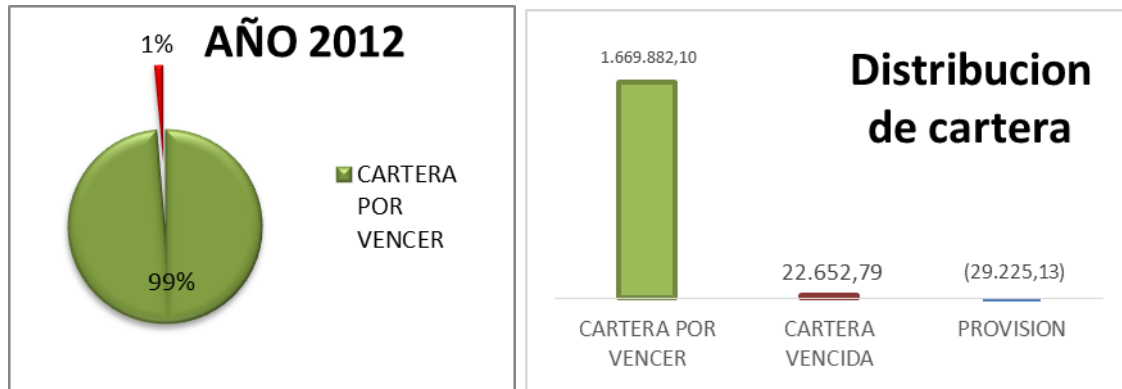 AÑO 2012
1%
99%
CARTERA
POR
VENCER
Distribucion
de cartera
1.669.882,10
22.652,79
(29.225,13)
CARTERA POR
VENCER
CARTERA
VENCIDA
PROVISION